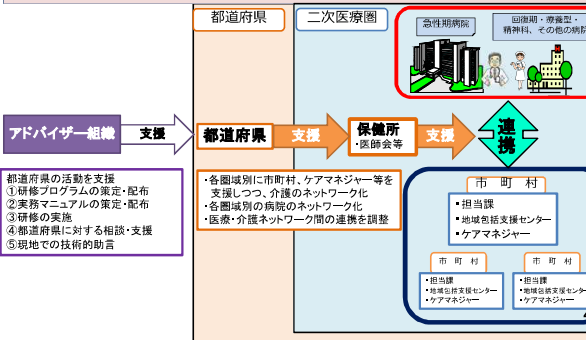 都道府県
二次医療圏
急性期病院
回復期・療養型・
精神科、その他の病院
アドバイザー組織
支援
都道府県
支援
保健所
・医師会等
支援
連携
都道府県の活動を支援
①研修プログラムの策定・配布
②実務マニュアルの策定・配布
③研修の実施
④都道府県に対する相談・支援
⑤現地での技術的助言
・各圏域別に市町村、ケアマネジャー等を
支援しつつ、介護のネットワーク化
・各圏域別の病院のネットワーク化
・医療・介護ネットワーク間の連携を調整
市 町 村
・担当課
・地域包括支援センター
・ケアマネジャー
市 町 村
・担当課
・地域包括支援センター
・ケアマネジャー
市 町 村
・担当課
・地域包括支援センター
・ケアマネジャー